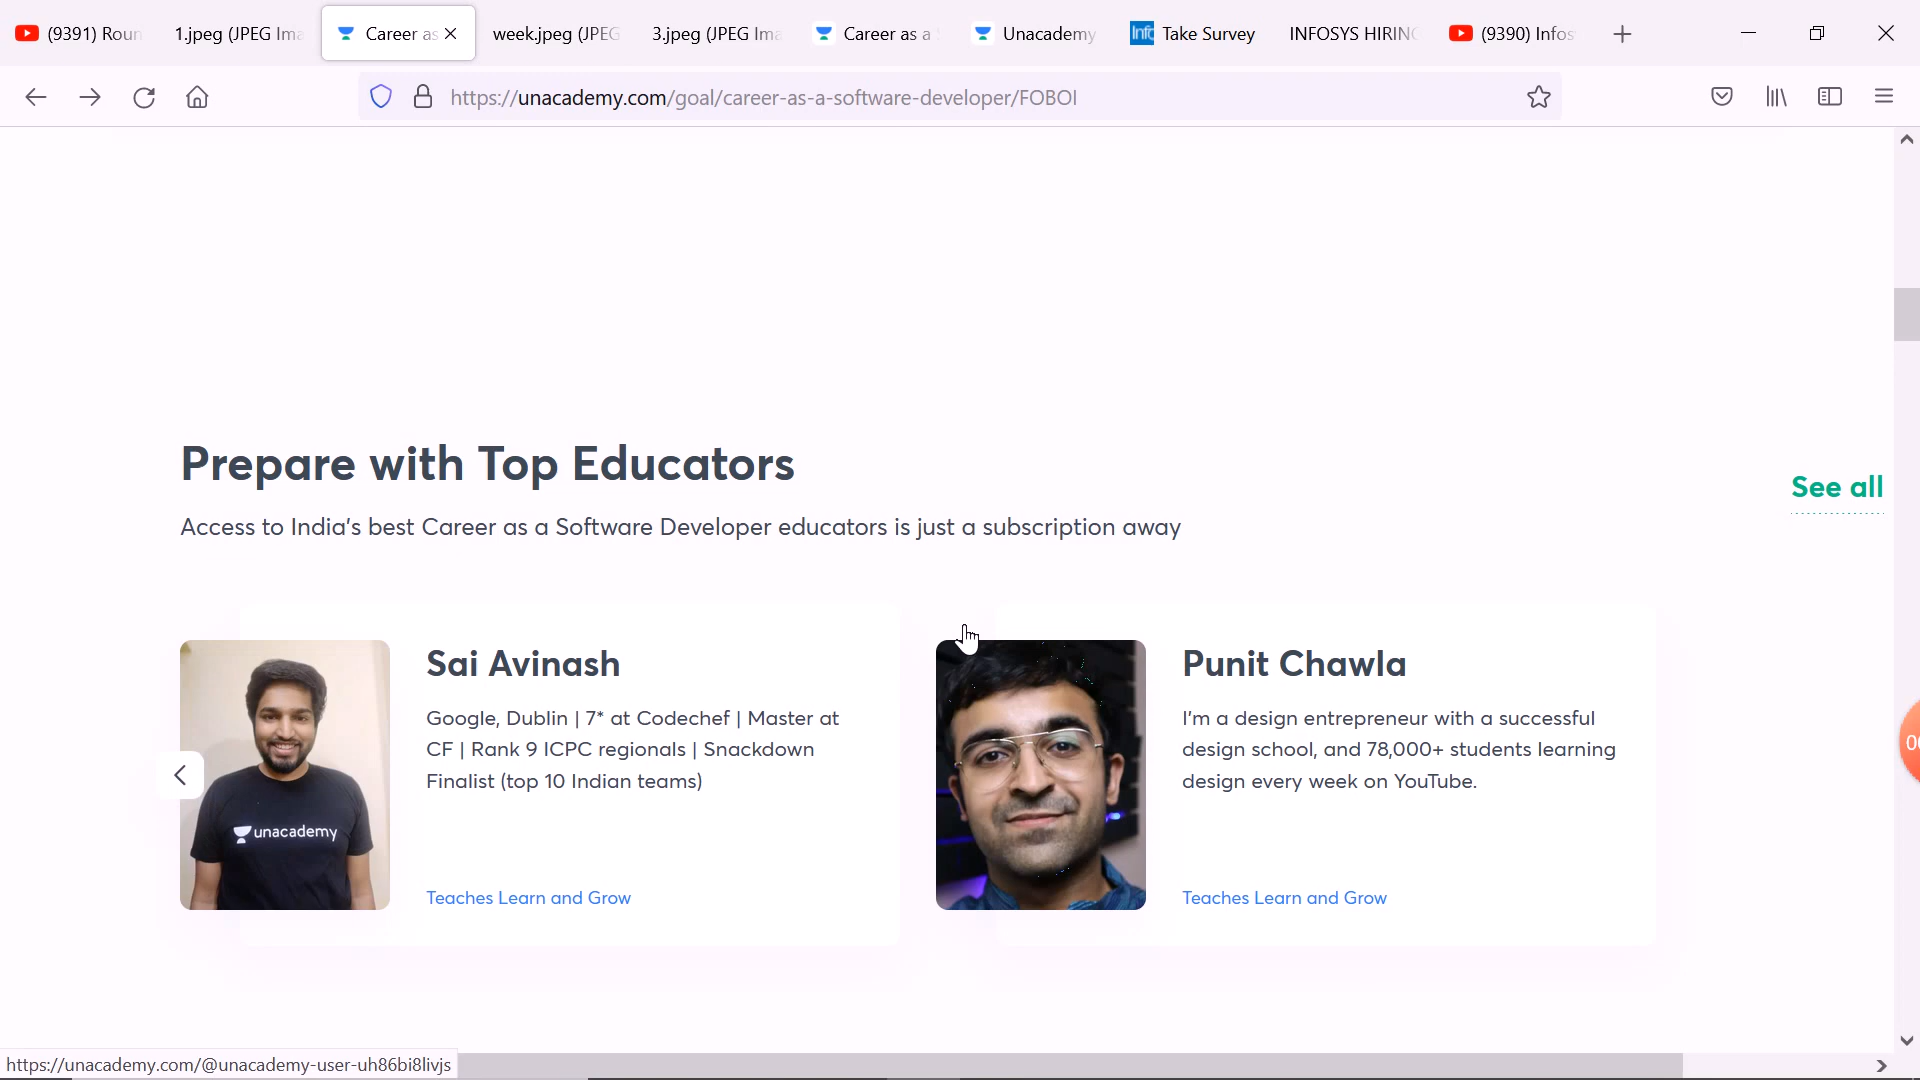 (9391) Roun
1.jpeg (JPEG Ima
Career as
week.jpeg (JPEG
3.jpeg (JPEG Ima
Career as a
Unacademy
Take Survey
INFOSYS HIRING
(9390) Infos
https://unacademy.com/goal/career-as-a-software-developer/FOBOI
Prepare with Top Educators
See all
Access to India's best Career as a Software Developer educators is just a subscription away
Sai Avinash
Google, Dublin | 7* at Codechef | Master at
CF | Rank 9 ICPC regionals | Snackdown
Finalist (top 10 Indian teams)
unacademy
Teaches Learn and Grow
Punit Chawla
I'm a design entrepreneur with a successful
design school, and 78,000+ students learning
design every week on YouTube.
Teaches Learn and Grow
https://unacademy.com/@unacademy-user-uh86bi8livjs